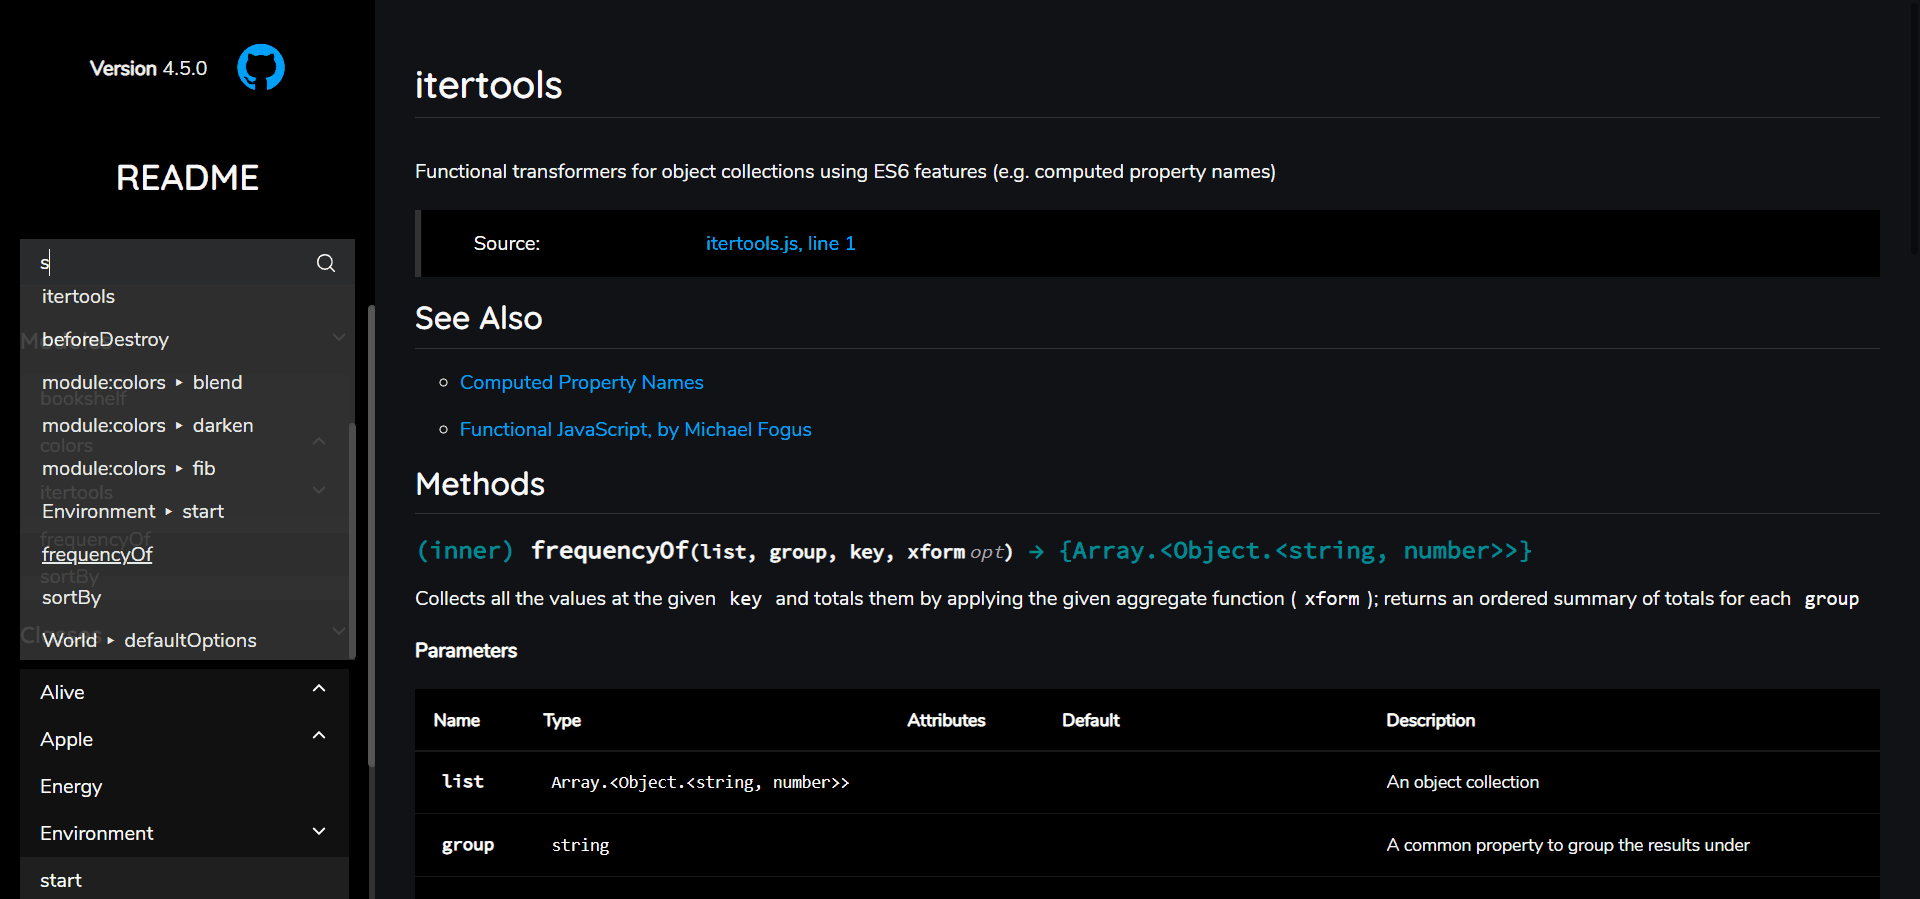 Version 4.5.0
README
s
itertools
beforeDestroy
module:colors ‣ blend
bookshelf
module:colors ‣ darken
colors
module:colors ‣ fib
itertools
Environment ‣ start
frequencyOf
frequencyOf
sortBy
sortBy
World ‣ defaultOptions
Alive
Apple
Energy
Environment
start
itertools
Functional transformers for object collections using ES6 features (e.g. computed property names)
Source: itertools.js, line 1
See Also
Computed Property Names
Functional JavaScript, by Michael Fogus
Methods
(inner) frequencyOf(list, group, key, xform opt) → {Array.<Object.<string, number>>}
Collects all the values at the given key and totals them by applying the given aggregate function ( xform ); returns an ordered summary of totals for each group
Parameters
Name Type Attributes Default Description
list Array.<Object.<string, number>> An object collection
group string A common property to group the results under